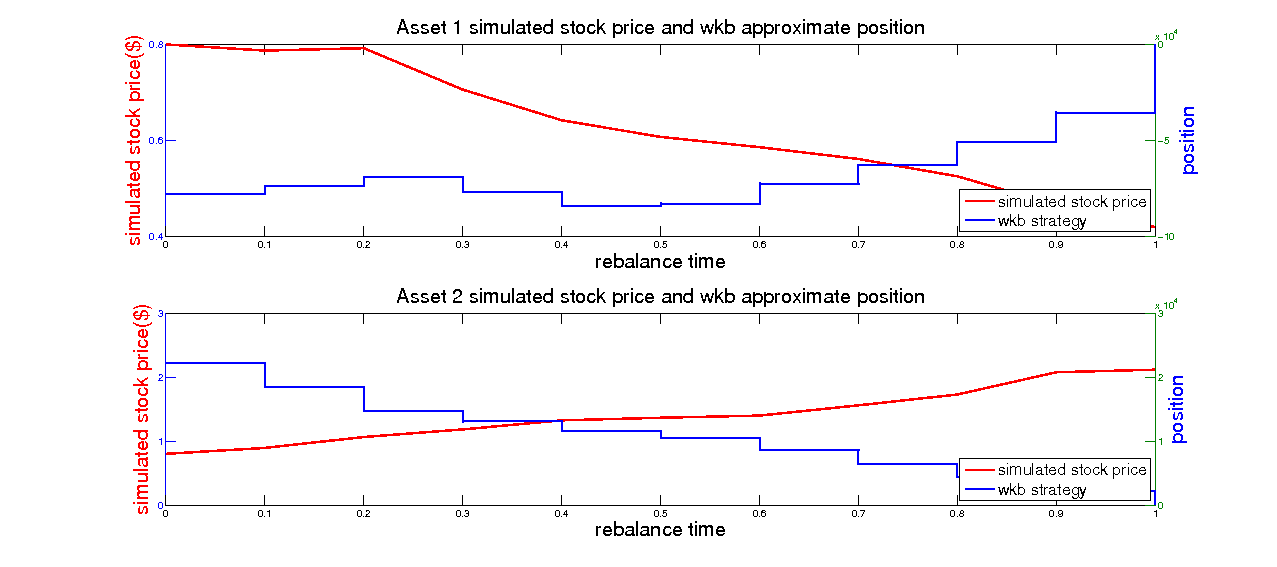 Asset 1 simulated stock price and wkb approximate position
x 10^4
simulated stock price($)
0.8
0.6
0.4
0
-5
-10
position
simulated stock price
wkb strategy
0 0.1 0.2 0.3 0.4 0.5 0.6 0.7 0.8 0.9 1
rebalance time
Asset 2 simulated stock price and wkb approximate position
x 10^4
simulated stock price($)
3
2
1
0
3
2
1
0
position
simulated stock price
wkb strategy
0 0.1 0.2 0.3 0.4 0.5 0.6 0.7 0.8 0.9 1
rebalance time